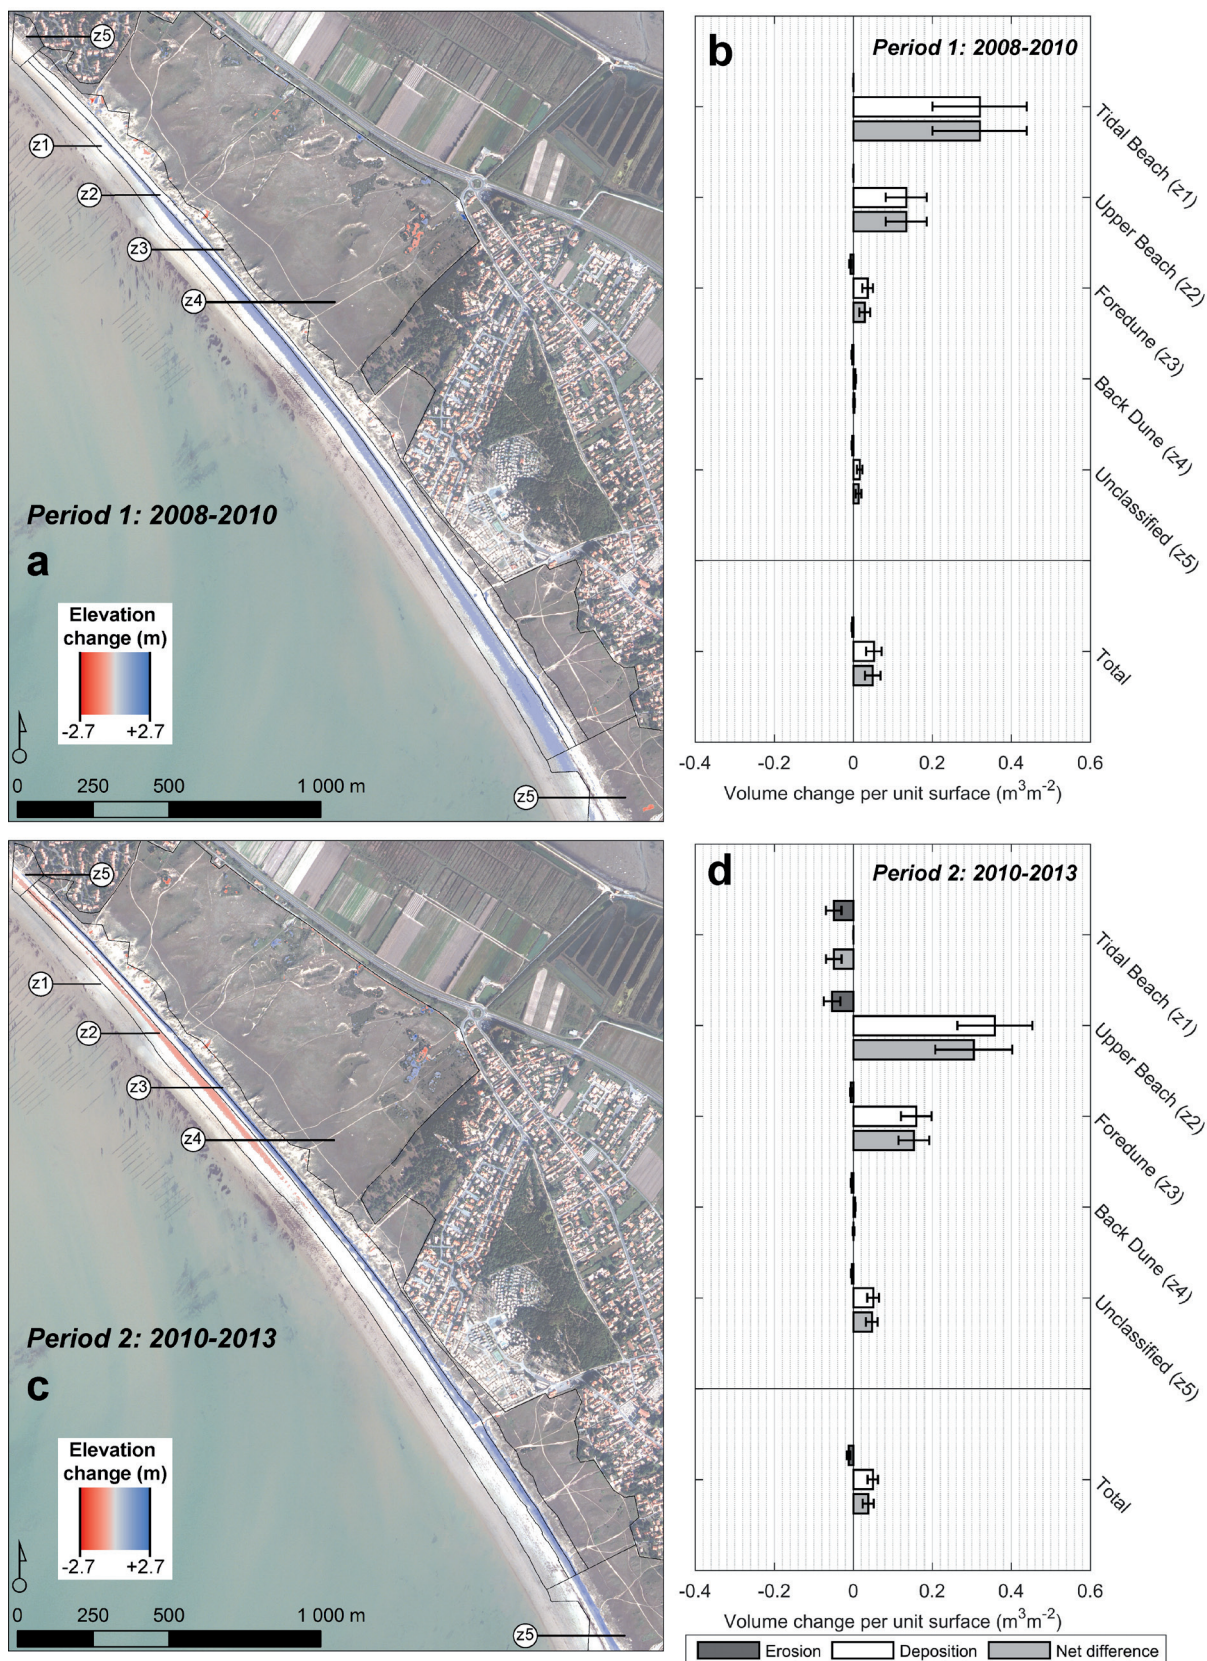 z5
z1
z2
z3
z4
Period 1: 2008-2010
a
Elevation
change (m)
-2.7 +2.7
0 250 500 1 000 m
z5
b
Period 1: 2008-2010
Tidal Beach (z1)
Upper Beach (z2)
Foredune (z3)
Back Dune (z4)
Unclassified (z5)
Total
-0.4 -0.2 0 0.2 0.4 0.6
Volume change per unit surface (m³m⁻²)
z5
z1
z2
z3
z4
Period 2: 2010-2013
c
Elevation
change (m)
-2.7 +2.7
0 250 500 1 000 m
z5
d
Period 2: 2010-2013
Tidal Beach (z1)
Upper Beach (z2)
Foredune (z3)
Back Dune (z4)
Unclassified (z5)
Total
-0.4 -0.2 0 0.2 0.4 0.6
Volume change per unit surface (m³m⁻²)
Erosion Deposition Net difference